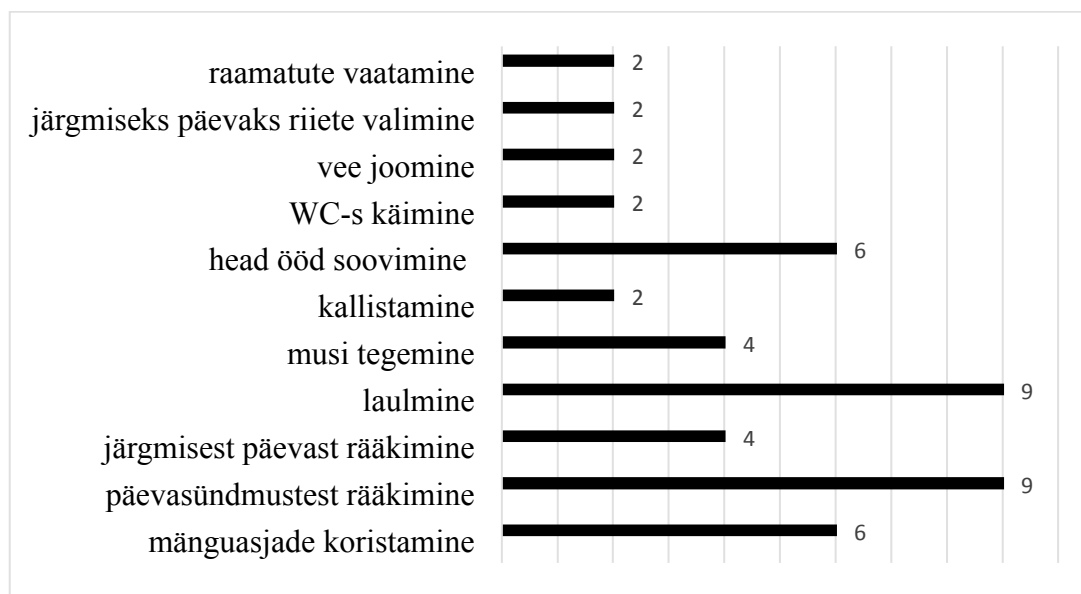 raamatute vaatamine 2
järgmiseks päevaks riiete valimine 2
vee joomine 2
WC-s käimine 2
head ööd soovimine 6
kallistamine 2
musi tegemine 4
laulmine 9
järgmisest päevast rääkimine 4
päevasündmustest rääkimine 9
mänguasjade koristamine 6